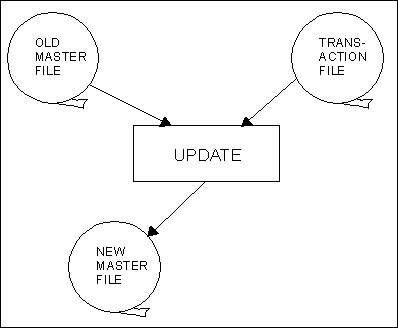 OLD
MASTER
FILE
TRANS-
ACTION
FILE
UPDATE
NEW
MASTER
FILE